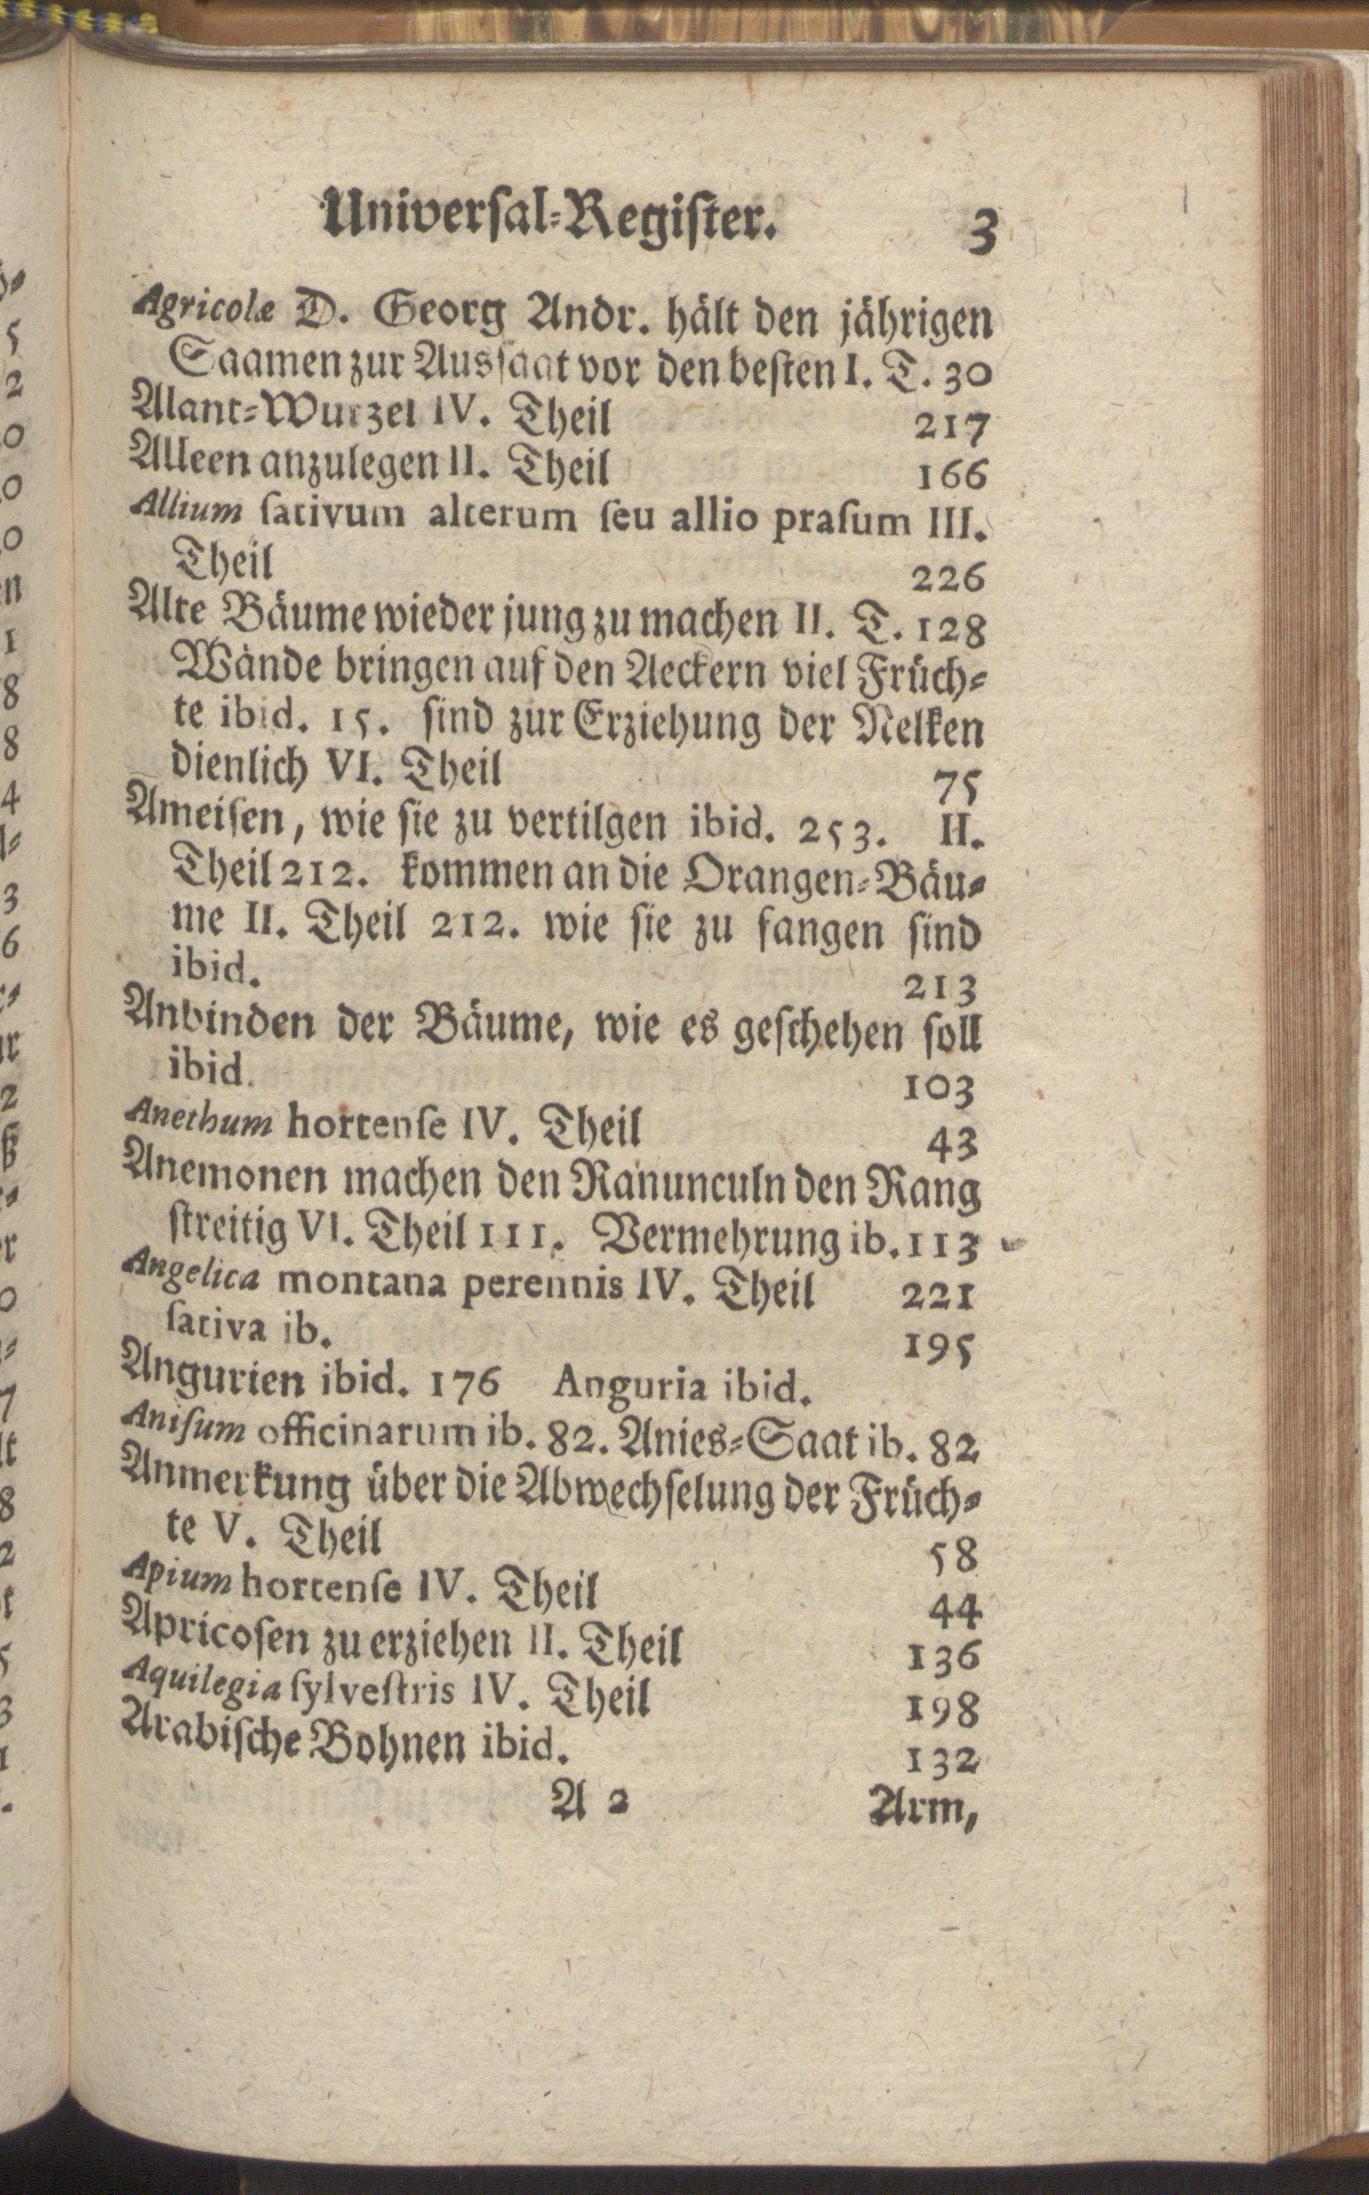 Universal-Register. 3
Agricolæ D. Georg Andr. hält den jährigen
Saamen zur Aussaat vor den besten I. T. 30
Alant-Wurzel IV. Theil 217
Alleen anzulegen II. Theil 166
Allium sativum alterum seu allio prasum III.
Theil 226
Alte Bäume wieder jung zu machen II. T. 128
Wände bringen auf den Aeckern viel Früch-
te ibid. 15. sind zur Erziehung der Nelken
dienlich VI. Theil 75
Ameisen, wie sie zu vertilgen ibid. 253. II.
Theil 212. kommen an die Orangen-Bäu-
me II. Theil 212. wie sie zu fangen sind
ibid. 213
Anbinden der Bäume, wie es geschehen soll
ibid. 103
Anethum hortense IV. Theil 43
Anemonen machen den Ranunculn den Rang
streitig VI. Theil 111. Vermehrung ib. 113
Angelica montana perennis IV. Theil 221
sativa ib. 195
Angurien ibid. 176 Anguria ibid.
Anisum officinarum ib. 82. Anies-Saat ib. 82
Anmerkung über die Abwechselung der Früch-
te V. Theil 58
Apium hortense IV. Theil 44
Apricosen zu erziehen II. Theil 136
Aquilegia sylvestris IV. Theil 198
Arabische Bohnen ibid. 132
A 2 Arm,